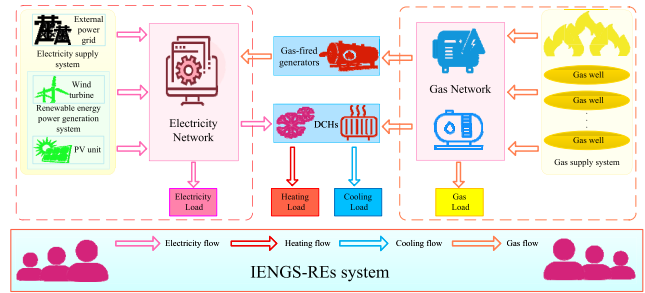 External
power
grid
Electricity supply
system
Wind
turbine
Renewable energy
power generation
system
PV unit
Electricity
Network
Electricity
Load
Gas-fired
generators
DCHs
Heating
Load
Cooling
Load
Gas Network
Gas
Load
Gas well
Gas well
Gas well
Gas supply system
Electricity flow
Heating flow
Cooling flow
Gas flow
IENGS-REs system